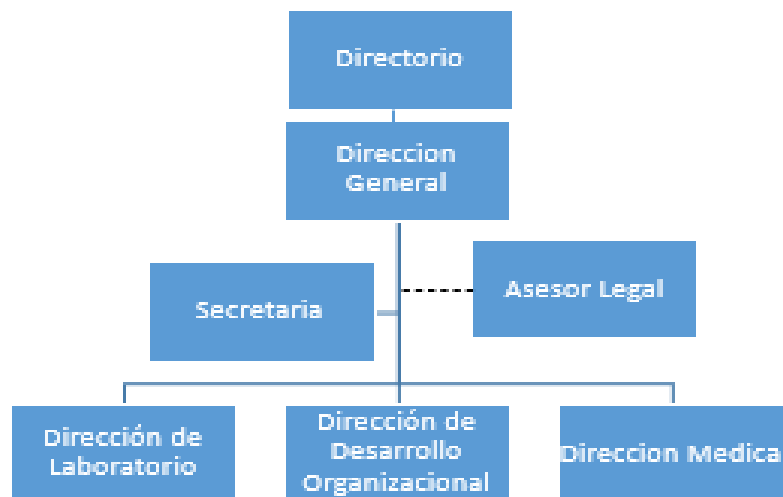 Directorio
Direccion
General
Asesor Legal
Secretaria
Dirección de
Laboratorio
Dirección de
Desarrollo
Organizacional
Direccion Medica